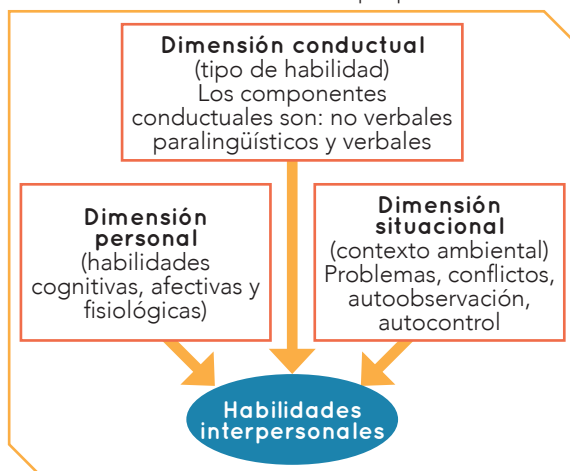 Dimensión conductual
(tipo de habilidad)
Los componentes
conductuales son: no verbales
paralingüísticos y verbales
Dimensión
personal
(habilidades
cognitivas, afectivas y
fisiológicas)
Dimensión
situacional
(contexto ambiental)
Problemas, conflictos,
autoobservación,
autocontrol
Habilidades
interpersonales